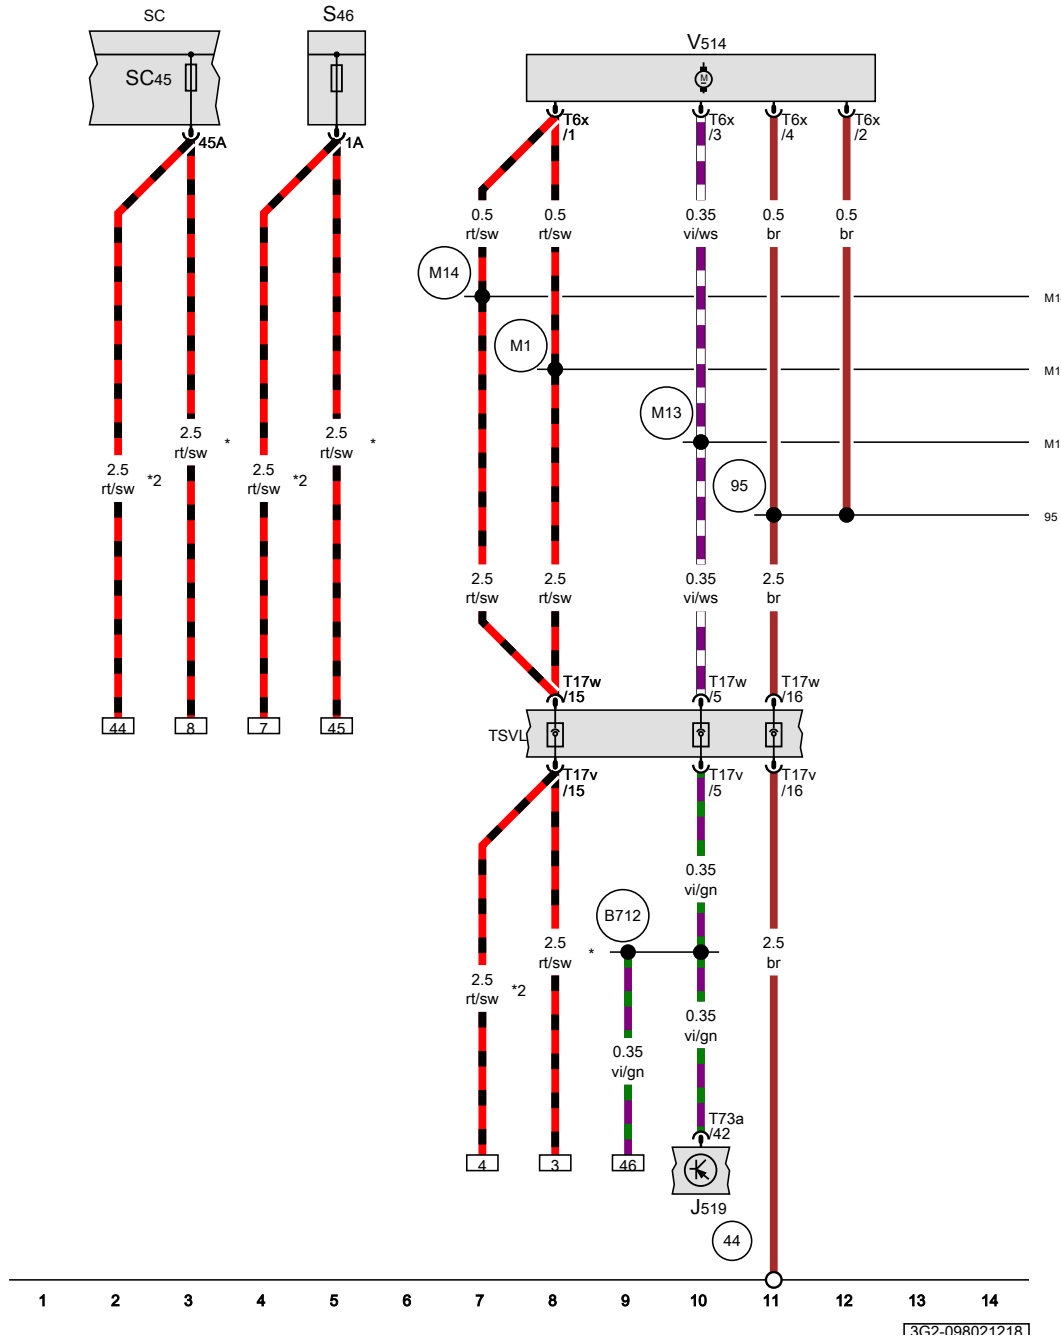 SC
S46
SC45
45A
1A
V514
M
T6x
/1
T6x
/3
T6x
/4
T6x
/2
0.5
rt/sw
0.5
rt/sw
0.35
vi/ws
0.5
br
0.5
br
M14
M1
M1
M1
M13
M1
95
95
2.5
rt/sw
*
2.5
rt/sw
*
2.5
rt/sw
*2
2.5
rt/sw
*2
2.5
rt/sw
2.5
rt/sw
0.35
vi/ws
2.5
br
T17w
/15
T17w
/5
T17w
/16
44
8
7
45
TSVL
T17v
/15
T17v
/5
T17v
/16
0.35
vi/gn
B712
2.5
rt/sw
*
2.5
br
2.5
rt/sw
*2
0.35
vi/gn
0.35
vi/gn
T73a
/42
4
3
46
J519
44
1 2 3 4 5 6 7 8 9 10 11 12 13 14
3G2-098021218